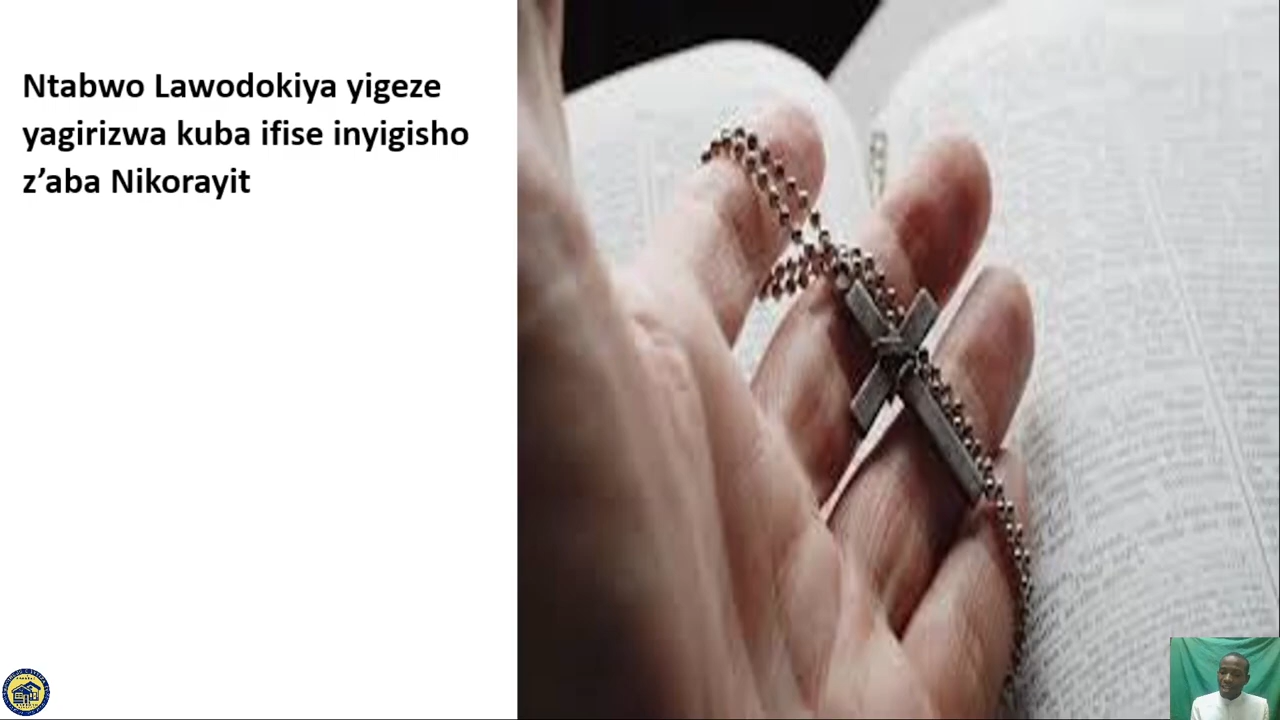 Ntabwo Lawodokiya yigeze
yagirizwa kuba ifise inyigisho
z’aba Nikorayit